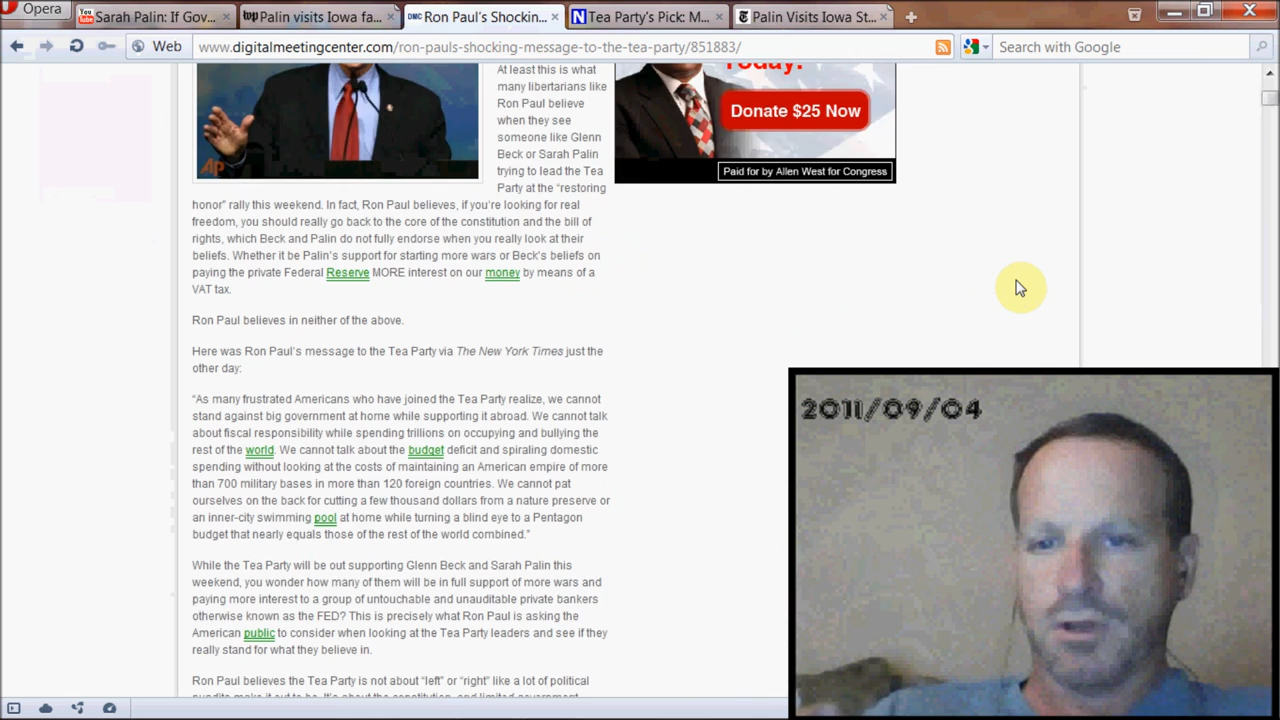 Opera
You Tube Sarah Palin: If Gov...
wp Palin visits Iowa fa...
DMC Ron Paul's Shockin...
N Tea Party's Pick: M...
T Palin Visits Iowa St...
Web
www.digitalmeetingcenter.com/ron-pauls-shocking-message-to-the-tea-party/851883/
Search with Google
AP
At least this is what
many libertarians like
Ron Paul believe
when they see
someone like Glenn
Beck or Sarah Palin
trying to lead the Tea
Party at the “restoring
honor” rally this weekend. In fact, Ron Paul believes, if you're looking for real
freedom, you should really go back to the core of the constitution and the bill of
rights, which Beck and Palin do not fully endorse when you really look at their
beliefs. Whether it be Palin's support for starting more wars or Beck's beliefs on
paying the private Federal Reserve MORE interest on our money by means of a
VAT tax.
Today!
Donate $25 Now
Paid for by Allen West for Congress
Ron Paul believes in neither of the above.
Here was Ron Paul's message to the Tea Party via The New York Times just the
other day:
“As many frustrated Americans who have joined the Tea Party realize, we cannot
stand against big government at home while supporting it abroad. We cannot talk
about fiscal responsibility while spending trillions on occupying and bullying the
rest of the world. We cannot talk about the budget deficit and spiraling domestic
spending without looking at the costs of maintaining an American empire of more
than 700 military bases in more than 120 foreign countries. We cannot pat
ourselves on the back for cutting a few thousand dollars from a nature preserve or
an inner-city swimming pool at home while turning a blind eye to a Pentagon
budget that nearly equals those of the rest of the world combined.”
While the Tea Party will be out supporting Glenn Beck and Sarah Palin this
weekend, you wonder how many of them will be in full support of more wars and
paying more interest to a group of untouchable and unauditable private bankers
otherwise known as the FED? This is precisely what Ron Paul is asking the
American public to consider when looking at the Tea Party leaders and see if they
really stand for what they believe in.
Ron Paul believes the Tea Party is not about “left” or “right” like a lot of political
pundits make it out to be. It's about the constitution, and limited government
2011/09/04